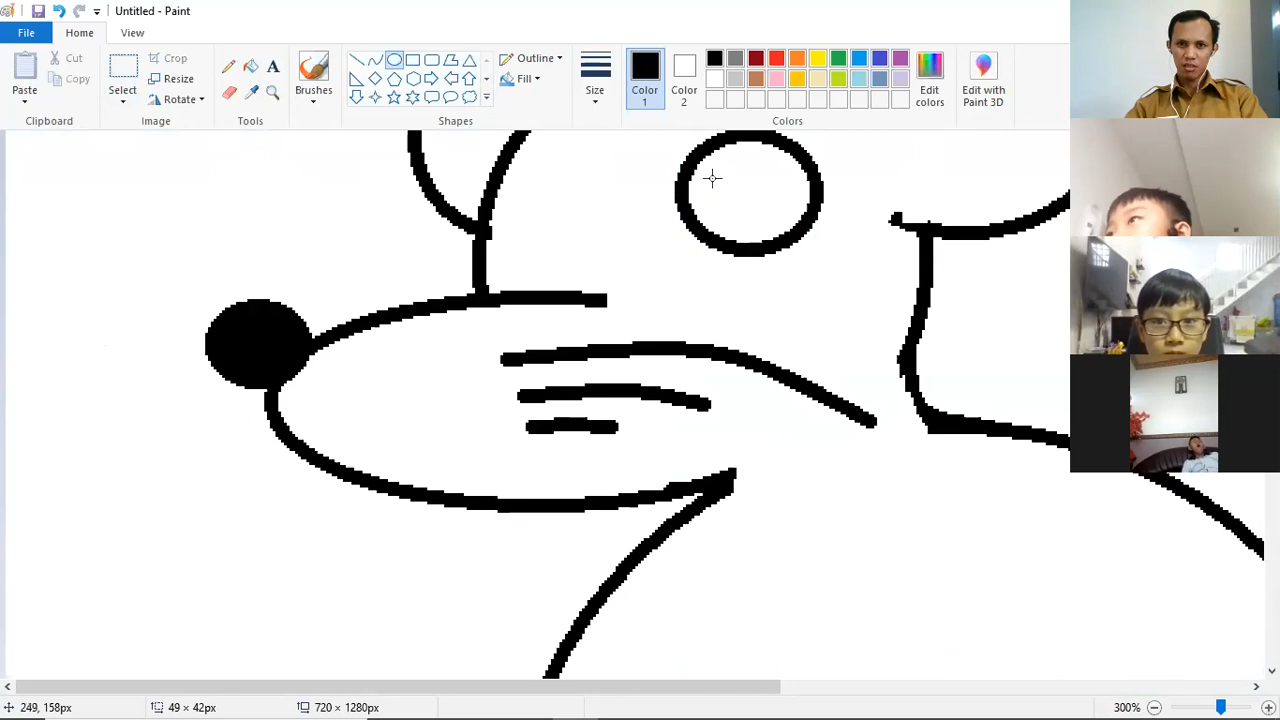 Untitled - Paint
File
Home
View
Paste
Cut
Copy
Clipboard
Select
Crop
Resize
Rotate
Image
A
Tools
Brushes
Shapes
Outline
Fill
Size
Color 1
Color 2
Edit colors
Colors
Edit with Paint 3D
249, 158px
49 × 42px
720 × 1280px
300%